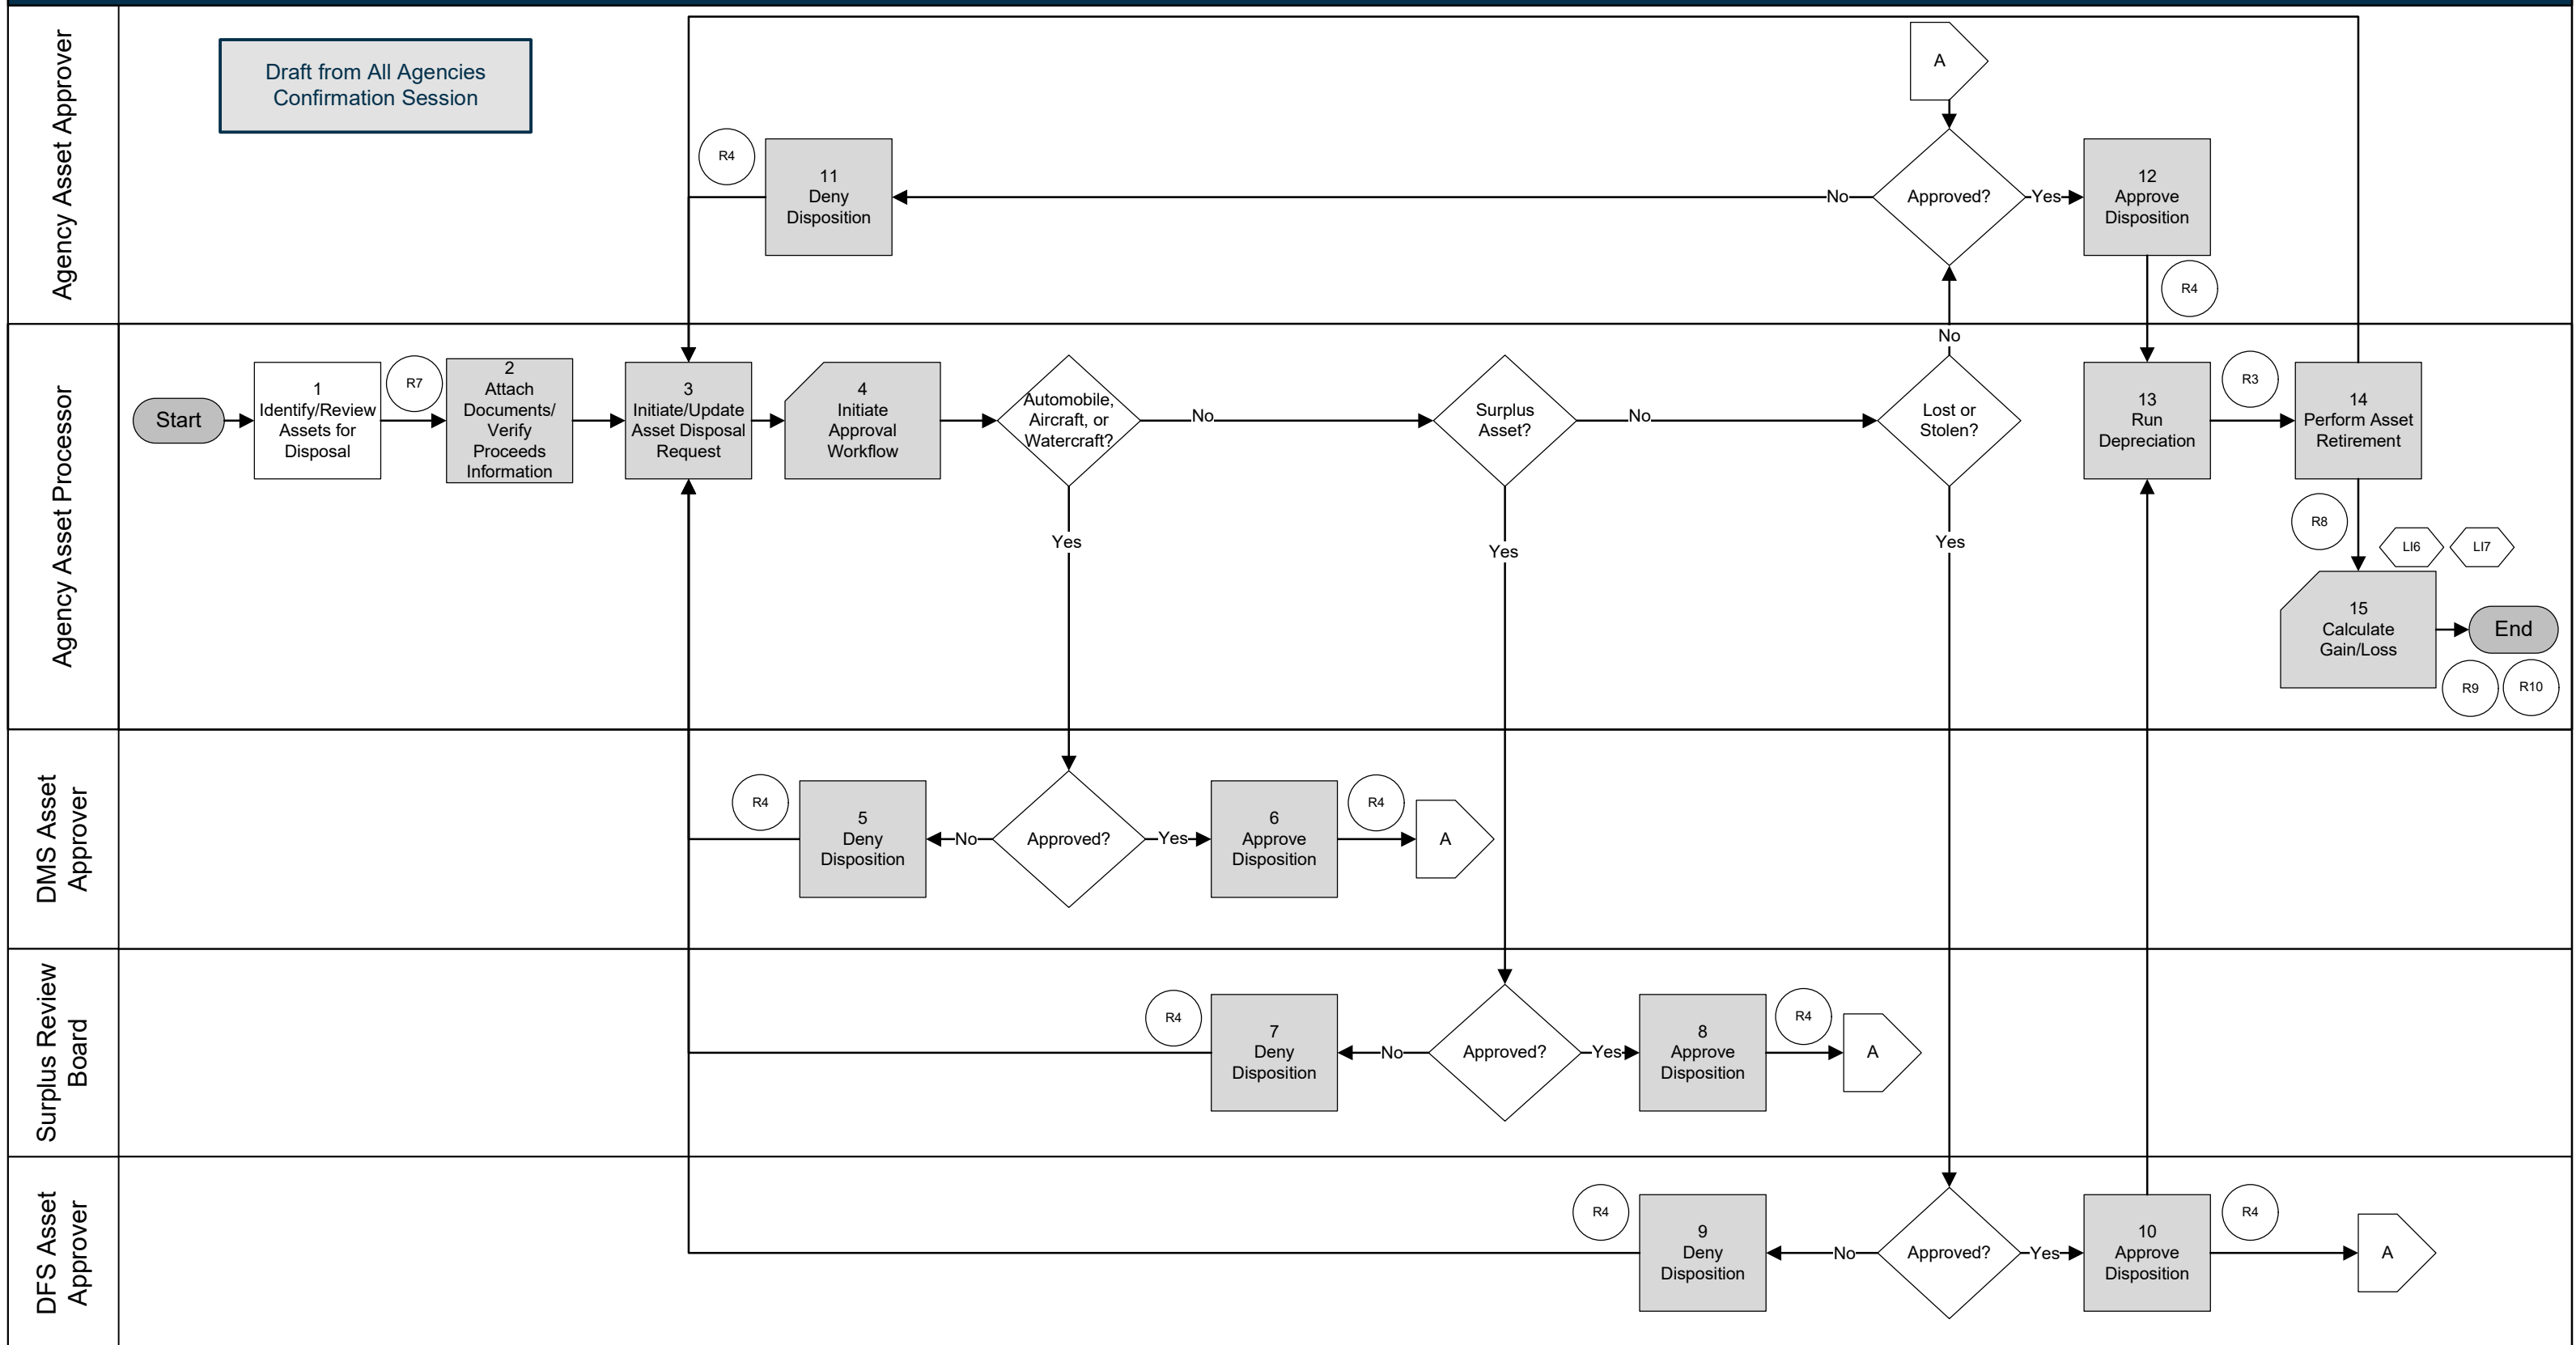 Agency Asset Approver
Draft from All Agencies
Confirmation Session
A
R4
11
Deny
Disposition
No
Approved?
Yes
12
Approve
Disposition
R4
Agency Asset Processor
Start
1
Identify/Review
Assets for
Disposal
R7
2
Attach
Documents/
Verify
Proceeds
Information
3
Initiate/Update
Asset Disposal
Request
4
Initiate
Approval
Workflow
Automobile,
Aircraft, or
Watercraft?
No
Yes
Surplus
Asset?
No
Yes
Lost or
Stolen?
No
Yes
13
Run
Depreciation
R3
14
Perform Asset
Retirement
R8
LI6
LI7
15
Calculate
Gain/Loss
End
R9
R10
DMS Asset
Approver
R4
5
Deny
Disposition
No
Approved?
Yes
6
Approve
Disposition
R4
A
Surplus Review
Board
R4
7
Deny
Disposition
No
Approved?
Yes
8
Approve
Disposition
R4
A
DFS Asset
Approver
R4
9
Deny
Disposition
No
Approved?
Yes
10
Approve
Disposition
R4
A